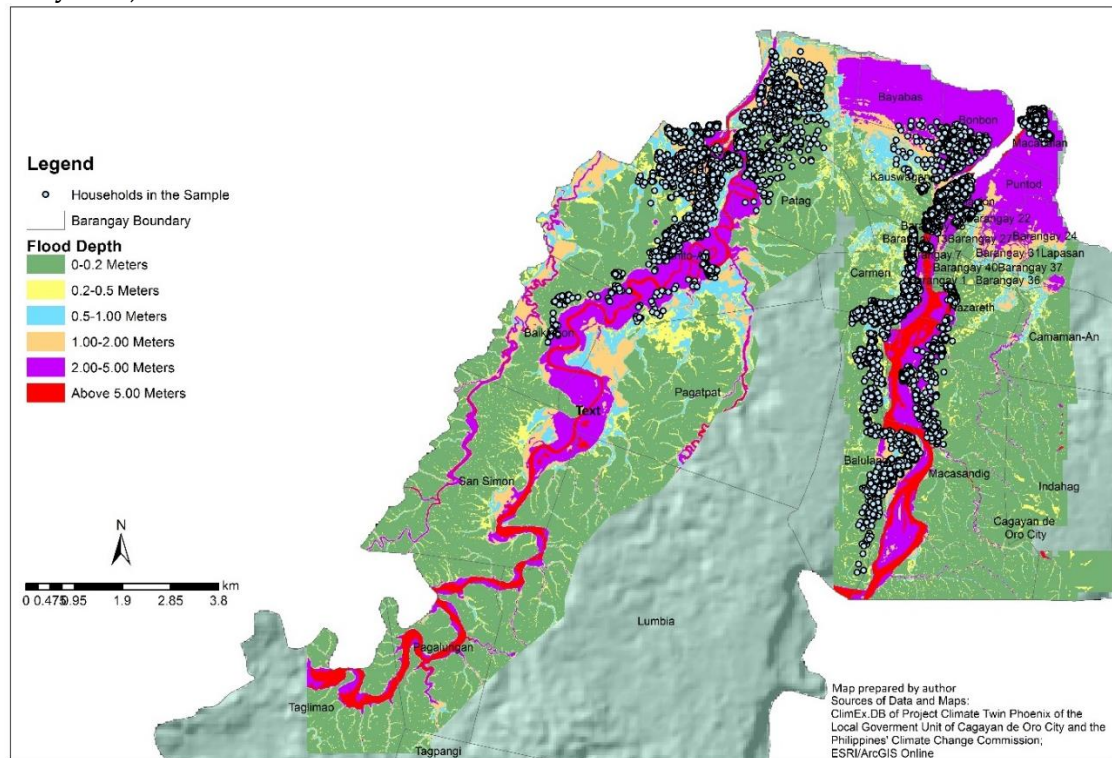 Legend
Households in the Sample
Barangay Boundary
Flood Depth
0-0.2 Meters
0.2-0.5 Meters
0.5-1.00 Meters
1.00-2.00 Meters
2.00-5.00 Meters
Above 5.00 Meters
N
km
0 0.475 0.95 1.9 2.85 3.8
Bayabas
Bonbon
Kauswagan
Puntod
Patag
Barangay 22
Barangay 27
Barangay 24
Barangay 7
Barangay 31
Lapasan
Carmen
Barangay 40
Barangay 37
Barangay 1
Barangay 36
Nazareth
Camaman-An
Pagatpat
Text
San Simon
Balulang
Macasandig
Indahag
Cagayan de
Oro City
Lumbia
Pagalungan
Taglimao
Tagpangi
Map prepared by author
Sources of Data and Maps:
ClimEx.DB of Project Climate Twin Phoenix of the
Local Goverment Unit of Cagayan de Oro City and the
Philippines' Climate Change Commission;
ESRI/ArcGIS Online